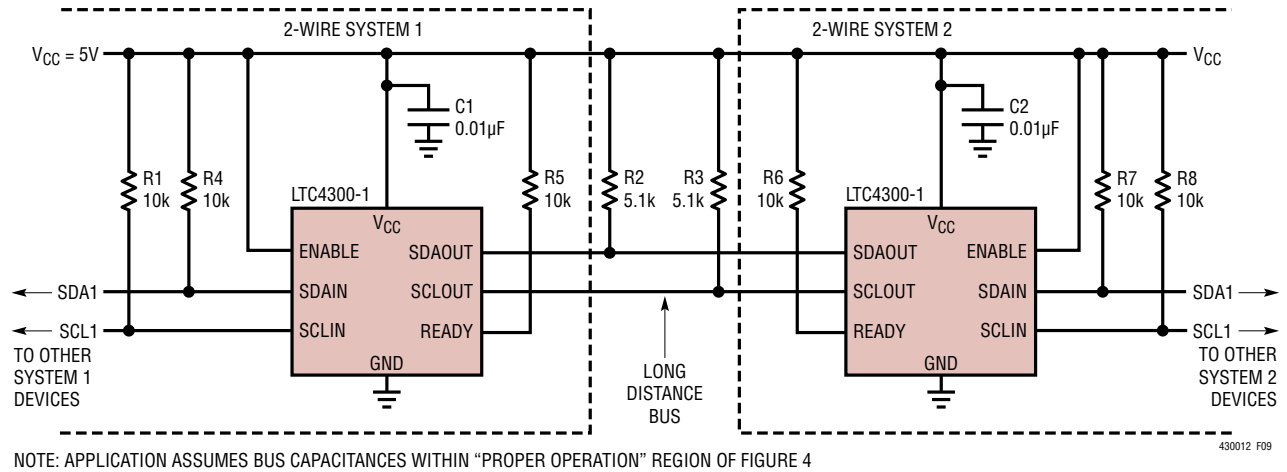 2-WIRE SYSTEM 1
2-WIRE SYSTEM 2
VCC = 5V
VCC
C1
0.01µF
C2
0.01µF
R1
10k
R4
10k
R5
10k
R2
5.1k
R3
5.1k
R6
10k
R7
10k
R8
10k
LTC4300-1
VCC
ENABLE
SDAOUT
SDAIN
SCLOUT
SCLIN
READY
GND
LTC4300-1
VCC
SDAOUT
ENABLE
SCLOUT
SDAIN
READY
SCLIN
GND
SDA1
SCL1
TO OTHER
SYSTEM 1
DEVICES
LONG
DISTANCE
BUS
SDA1
SCL1
TO OTHER
SYSTEM 2
DEVICES
430012 F09
NOTE: APPLICATION ASSUMES BUS CAPACITANCES WITHIN “PROPER OPERATION” REGION OF FIGURE 4